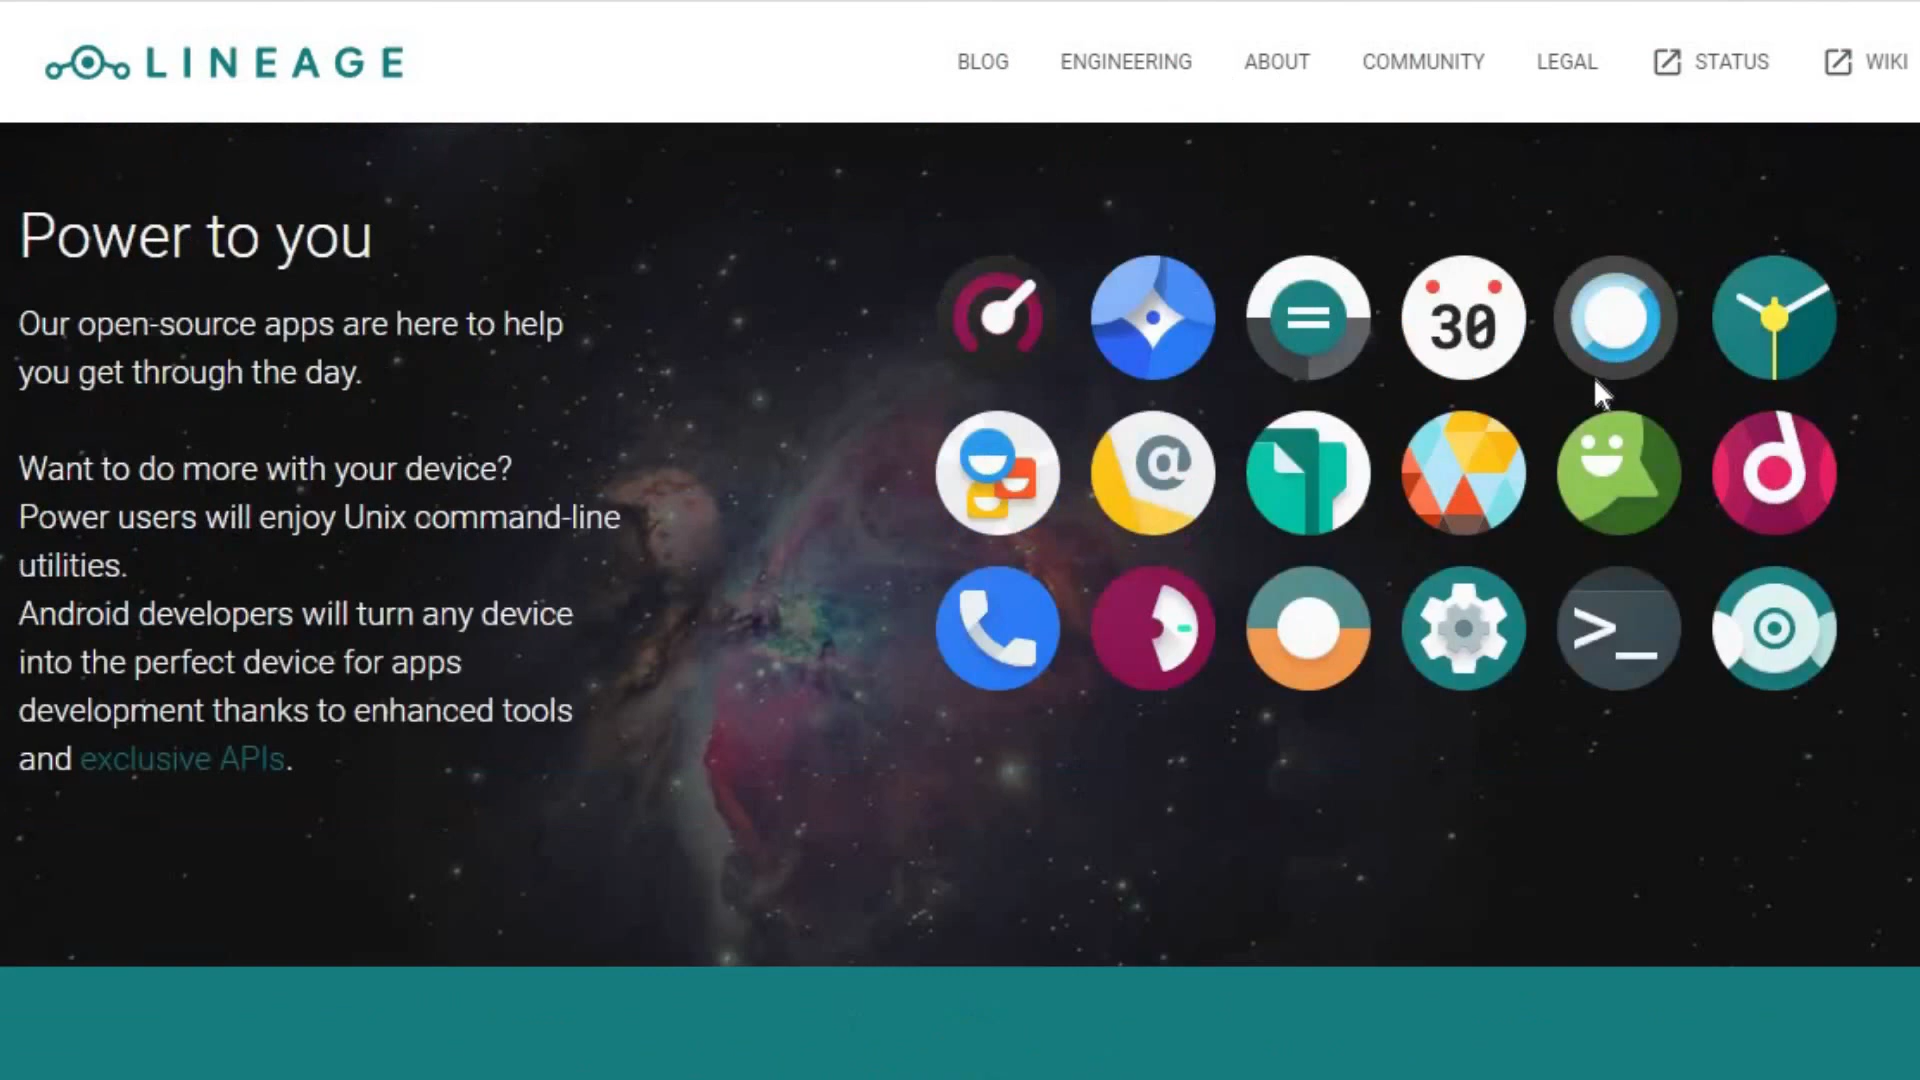 LINEAGE
BLOG ENGINEERING ABOUT COMMUNITY LEGAL STATUS WIKI
Power to you
Our open-source apps are here to help
you get through the day.
Want to do more with your device?
Power users will enjoy Unix command-line
utilities.
Android developers will turn any device
into the perfect device for apps
development thanks to enhanced tools
and exclusive APIs.
30
@
>_